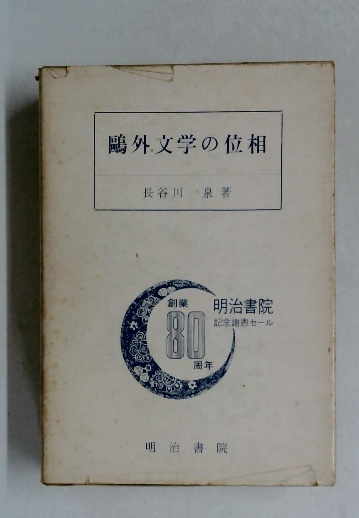 鷗外文学の位相
長谷川 泉 著
創業
80
周年
明治書院
記念謝恩セール
明治書院